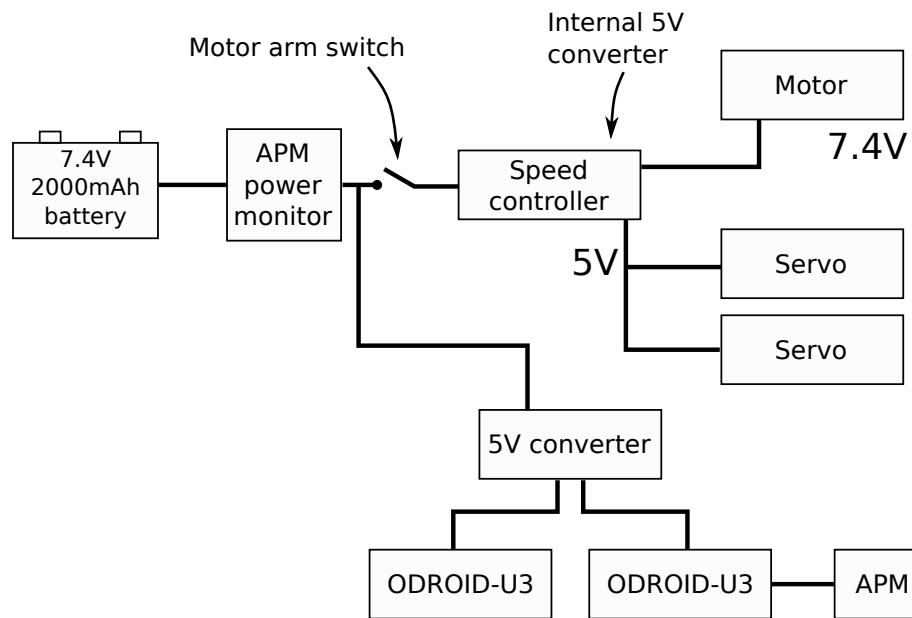 Motor arm switch
Internal 5V
converter
Motor
7.4V
7.4V
2000mAh
battery
APM
power
monitor
Speed
controller
5V
Servo
Servo
5V converter
ODROID-U3
ODROID-U3
APM